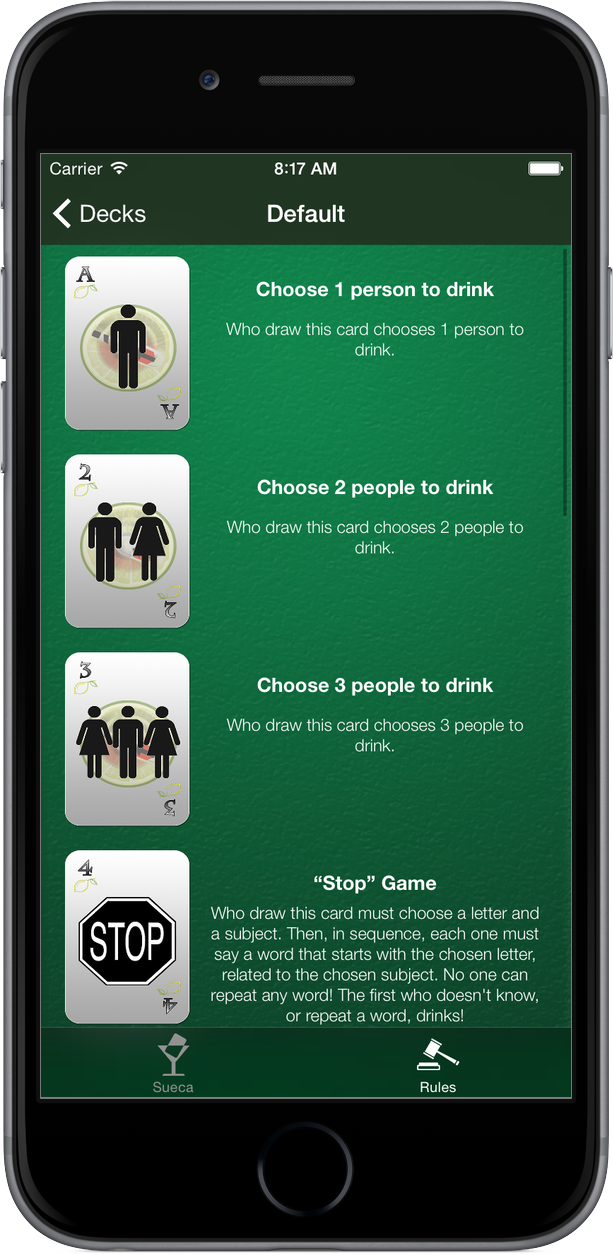 Carrier 8:17 AM
Decks Default
A
Choose 1 person to drink
Who draw this card chooses 1 person to
drink.
A
2
Choose 2 people to drink
Who draw this card chooses 2 people to
drink.
2
3
Choose 3 people to drink
Who draw this card chooses 3 people to
drink.
3
4
“Stop” Game
Who draw this card must choose a letter and
a subject. Then, in sequence, each one must
say a word that starts with the chosen letter,
related to the chosen subject. No one can
repeat any word! The first who doesn't know,
or repeat a word, drinks!
STOP
4
Sueca Rules